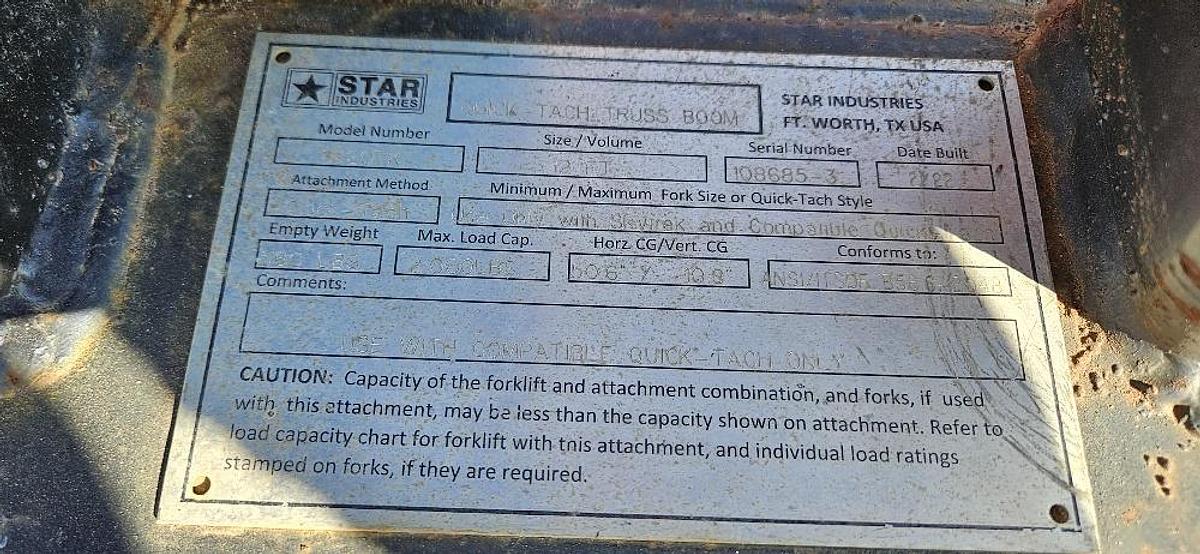 STAR
INDUSTRIES
TACH TRUSS BOOM
STAR INDUSTRIES
FT. WORTH, TX USA
Model Number
Size / Volume
Serial Number
Date Built
108685-3
Attachment Method
Minimum / Maximum Fork Size or Quick-Tach Style
with Skytrak and Compatible
Empty Weight
Max. Load Cap.
Horz CG/Vert. CG
Conforms to:
Comments:
USE WITH COMPATIBLE QUICK-TACH ONLY
CAUTION: Capacity of the forklift and attachment combination, and forks, if used
with this attachment, may be less than the capacity shown on attachment. Refer to
load capacity chart for forklift with this attachment, and individual load ratings
stamped on forks, if they are required.